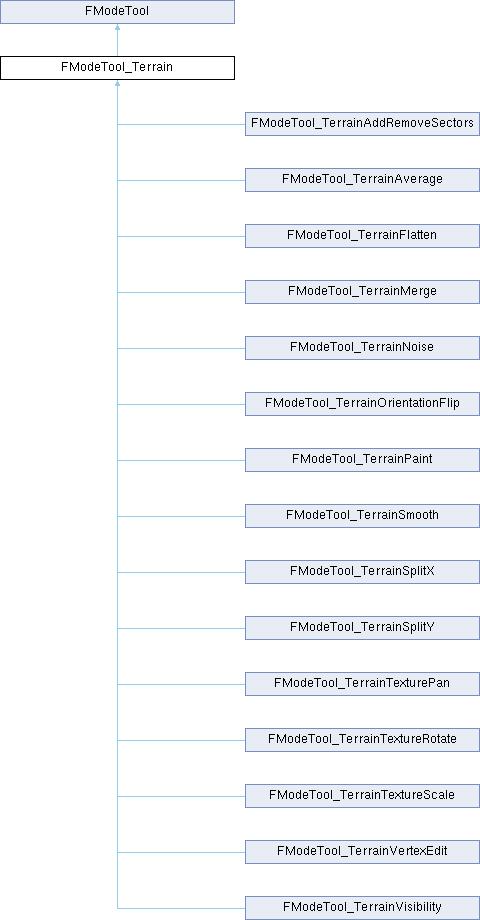 FModeTool
FModeTool_Terrain
FModeTool_TerrainAddRemoveSectors
FModeTool_TerrainAverage
FModeTool_TerrainFlatten
FModeTool_TerrainMerge
FModeTool_TerrainNoise
FModeTool_TerrainOrientationFlip
FModeTool_TerrainPaint
FModeTool_TerrainSmooth
FModeTool_TerrainSplitX
FModeTool_TerrainSplitY
FModeTool_TerrainTexturePan
FModeTool_TerrainTextureRotate
FModeTool_TerrainTextureScale
FModeTool_TerrainVertexEdit
FModeTool_TerrainVisibility